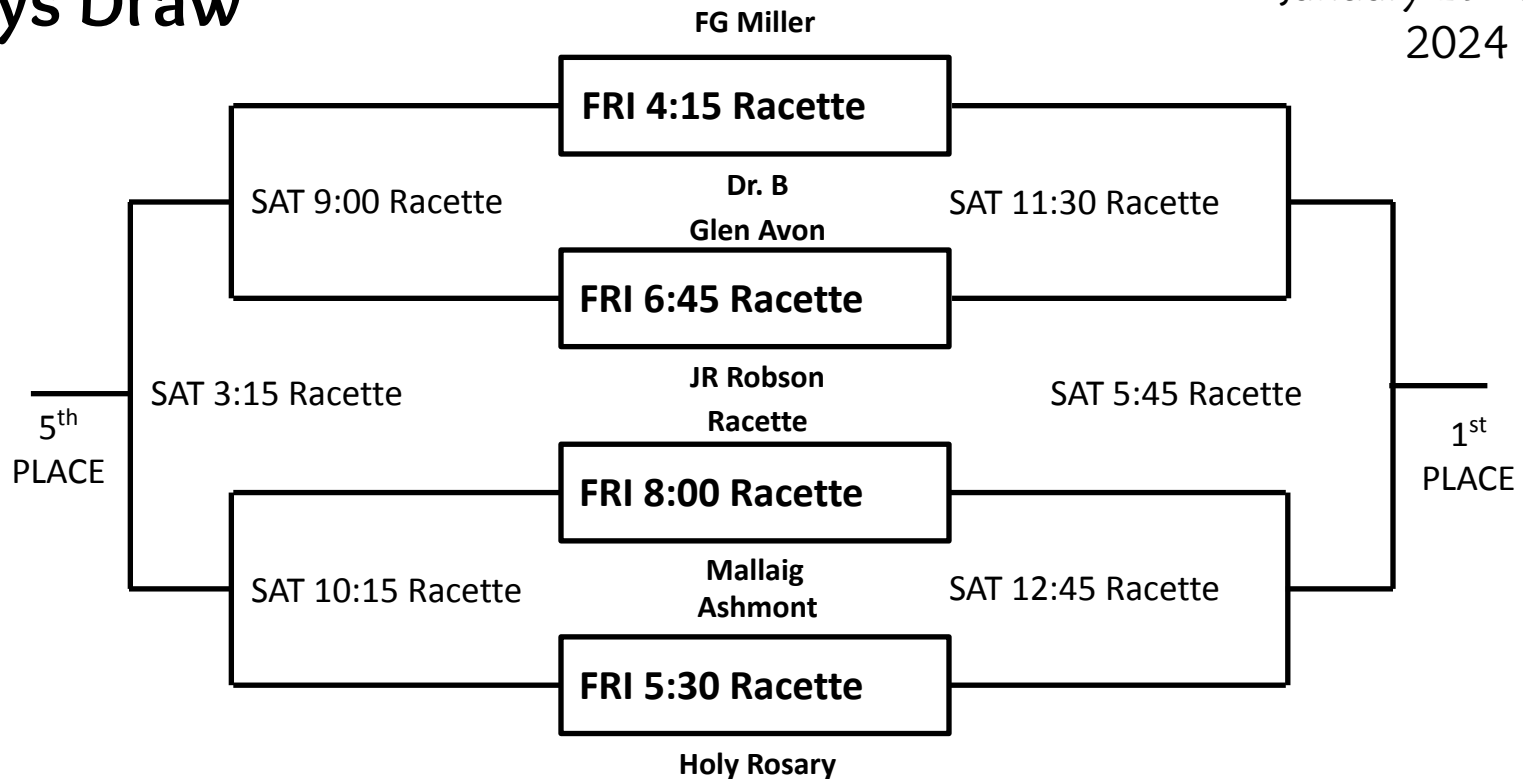 Draw
2024
FG Miller
FRI 4:15 Racette
SAT 9:00 Racette
Dr. B
SAT 11:30 Racette
Glen Avon
FRI 6:45 Racette
JR Robson
SAT 3:15 Racette
SAT 5:45 Racette
5th
PLACE
Racette
1st
PLACE
FRI 8:00 Racette
Mallaig
SAT 10:15 Racette
SAT 12:45 Racette
Ashmont
FRI 5:30 Racette
Holy Rosary